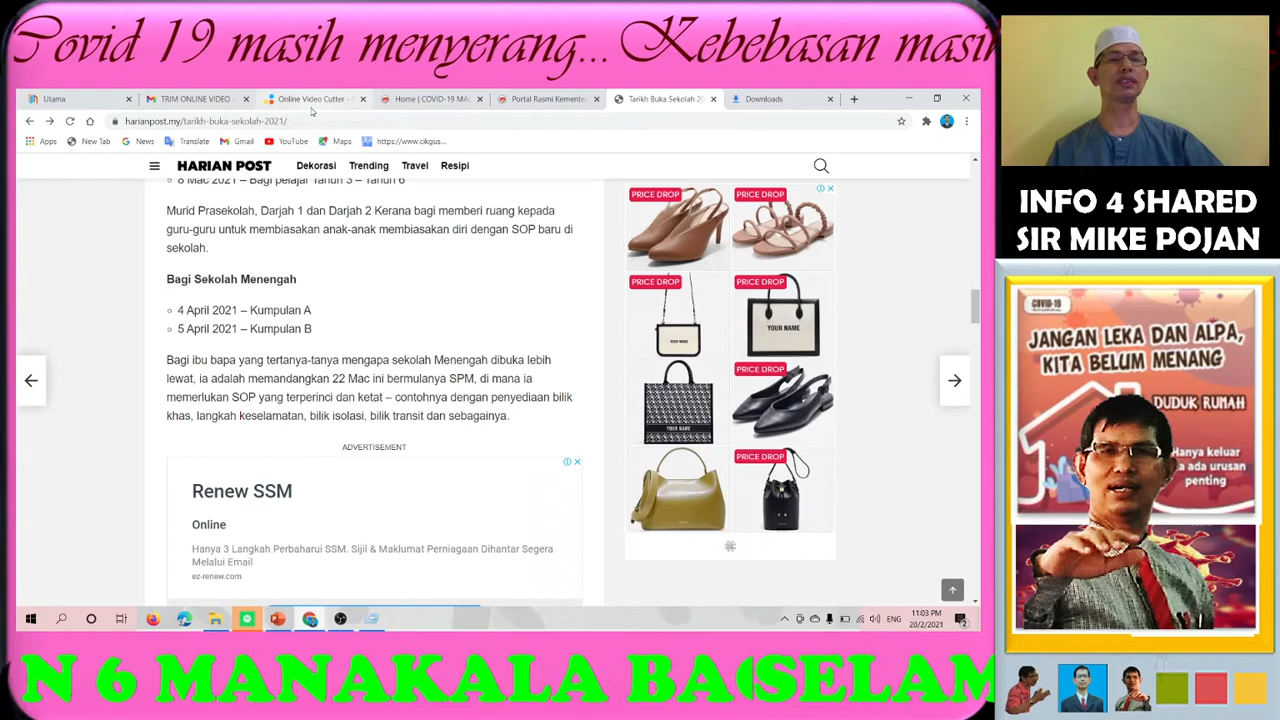 Covid 19 masih menyerang... Kebebasan masih
Utama
TRIM ONLINE VIDEO -
Online Video Cutter -
Home | COVID-19 MA
Portal Rasmi Kemente
Tarikh Buka Sekolah 2
Downloads
harianpost.my/tarikh-buka-sekolah-2021/
Apps
New Tab
News
Translate
Gmail
YouTube
Maps
https://www.cikgus...
HARIAN POST
Dekorasi
Trending
Travel
Resipi
8 Mac 2021 – Bagi pelajar Tahun 3 – Tahun 6
Murid Prasekolah, Darjah 1 dan Darjah 2 Kerana bagi memberi ruang kepada
guru-guru untuk membiasakan anak-anak membiasakan diri dengan SOP baru di
sekolah.
Bagi Sekolah Menengah
4 April 2021 – Kumpulan A
5 April 2021 – Kumpulan B
Bagi ibu bapa yang tertanya-tanya mengapa sekolah Menengah dibuka lebih
lewat, ia adalah memandangkan 22 Mac ini bermulanya SPM, di mana ia
memerlukan SOP yang terperinci dan ketat – contohnya dengan penyediaan bilik
khas, langkah keselamatan, bilik isolasi, bilik transit dan sebagainya.
ADVERTISEMENT
Renew SSM
Online
Hanya 3 Langkah Perbaharui SSM. Sijil & Maklumat Perniagaan Dihantar Segera
Melalui Email
ez-renew.com
PRICE DROP
PRICE DROP
PRICE DROP
PRICE DROP
YOUR NAME
YOUR NAME
PRICE DROP
YOUR NAME
PRICE DROP
ENG
11:03 PM
20/2/2021
2
N 6 MANAKALA BA
SELAM
INFO 4 SHARED
SIR MIKE POJAN
COVID-19
JANGAN LEKA DAN ALPA,
KITA BELUM MENANG
DUDUK RUMAH
Hanya keluar
ada urusan
penting